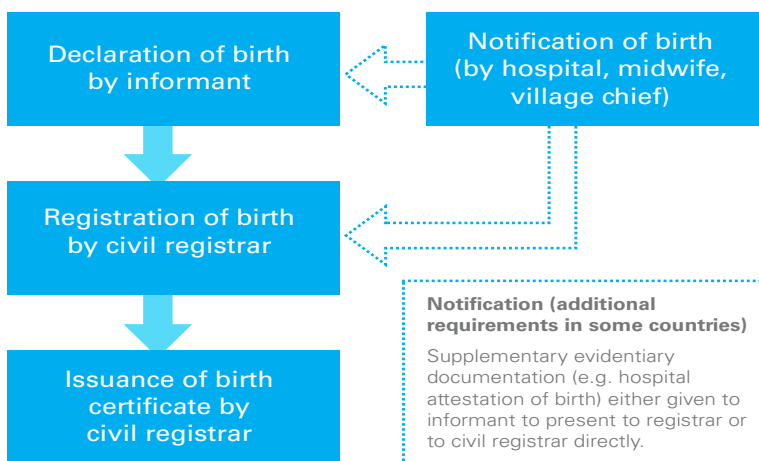 Declaration of birth
by informant
Notification of birth
(by hospital, midwife,
village chief)
Registration of birth
by civil registrar
Notification (additional
requirements in some countries)
Supplementary evidentiary
documentation (e.g. hospital
attestation of birth) either given to
informant to present to registrar or
to civil registrar directly.
Issuance of birth
certificate by
civil registrar